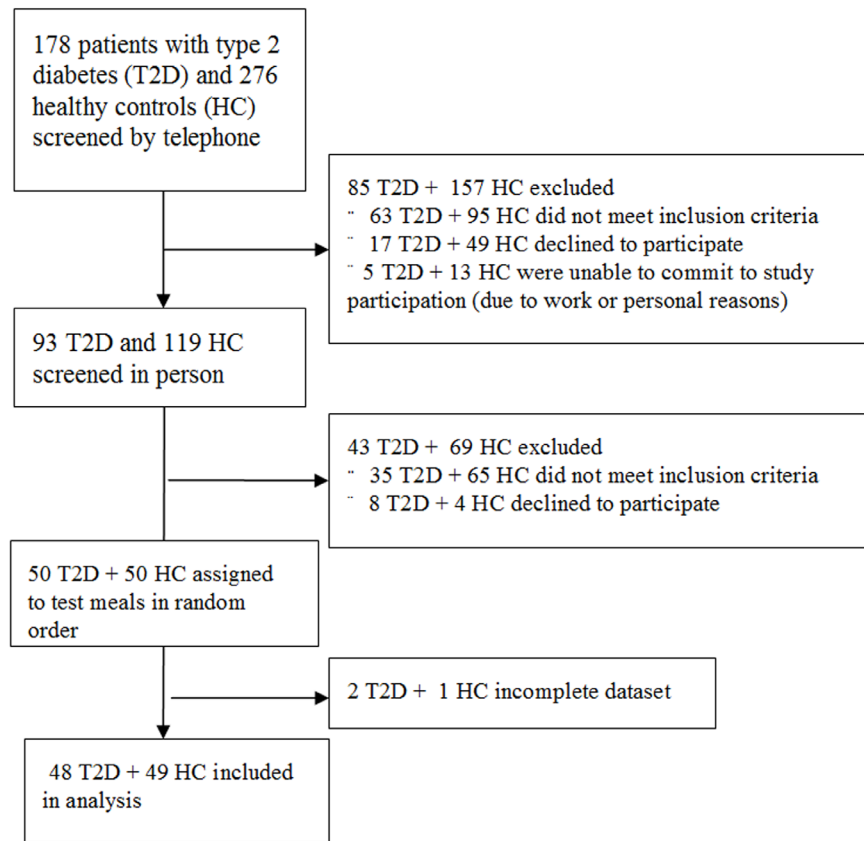 178 patients with type 2
diabetes (T2D) and 276
healthy controls (HC)
screened by telephone
85 T2D + 157 HC excluded
¨ 63 T2D + 95 HC did not meet inclusion criteria
¨ 17 T2D + 49 HC declined to participate
¨ 5 T2D + 13 HC were unable to commit to study
participation (due to work or personal reasons)
93 T2D and 119 HC
screened in person
43 T2D + 69 HC excluded
¨ 35 T2D + 65 HC did not meet inclusion criteria
¨ 8 T2D + 4 HC declined to participate
50 T2D + 50 HC assigned
to test meals in random
order
2 T2D + 1 HC incomplete dataset
48 T2D + 49 HC included
in analysis